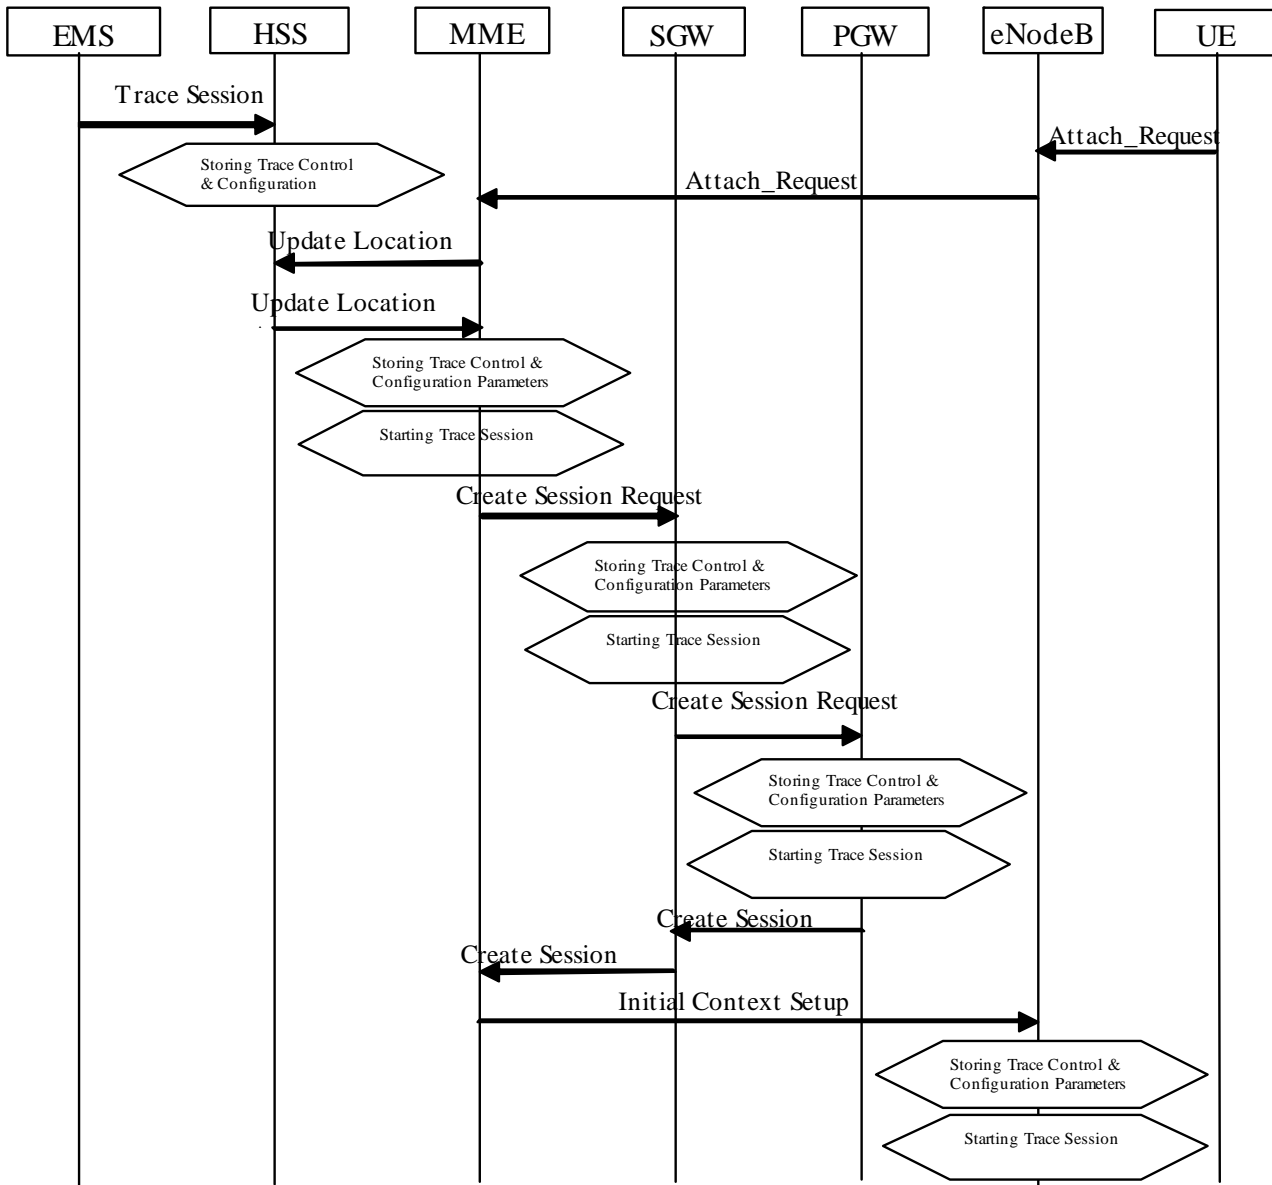 EMS
HSS
MME
SGW
PGW
eNodeB
UE
Trace Session
Attach_Request
Storing Trace Control
& Configuration
Attach_Request
Update Location
Update Location
Storing Trace Control &
Configuration Parameters
Starting Trace Session
Create Session Request
Storing Trace Control &
Configuration Parameters
Starting Trace Session
Create Session Request
Storing Trace Control &
Configuration Parameters
Starting Trace Session
Create Session
Create Session
Initial Context Setup
Storing Trace Control &
Configuration Parameters
Starting Trace Session